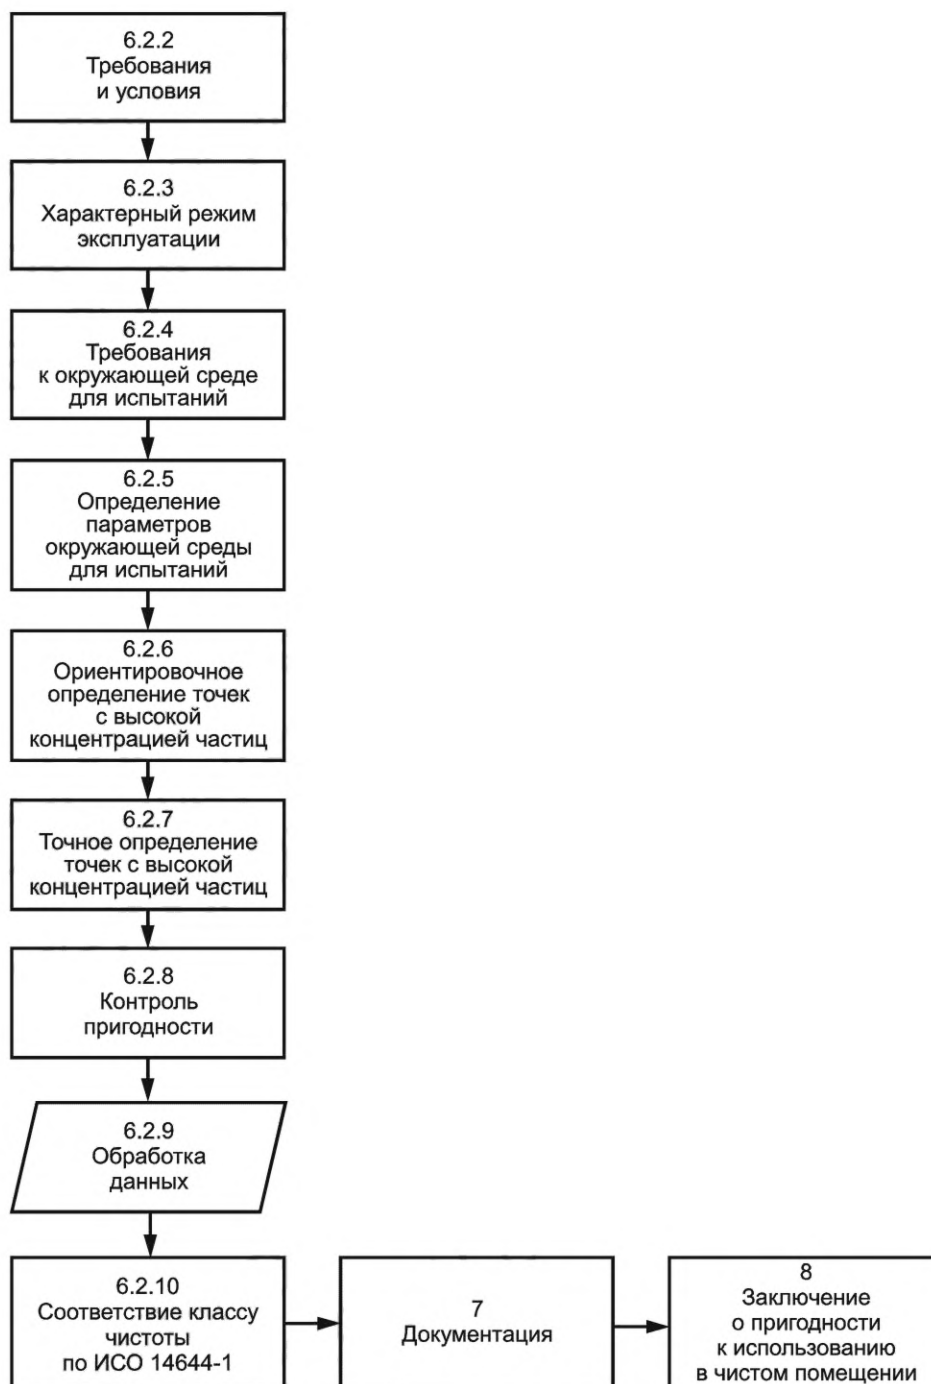 6.2.2
Требования
и условия
6.2.3
Характерный режим
эксплуатации
6.2.4
Требования
к окружающей среде
для испытаний
6.2.5
Определение
параметров
окружающей среды
для испытаний
6.2.6
Ориентировочное
определение точек
с высокой
концентрацией частиц
6.2.7
Точное определение
точек с высокой
концентрацией частиц
6.2.8
Контроль
пригодности
6.2.9
Обработка
данных
6.2.10
Соответствие классу
чистоты
по ИСО 14644-1
7
Документация
8
Заключение
о пригодности
к использованию
в чистом помещении